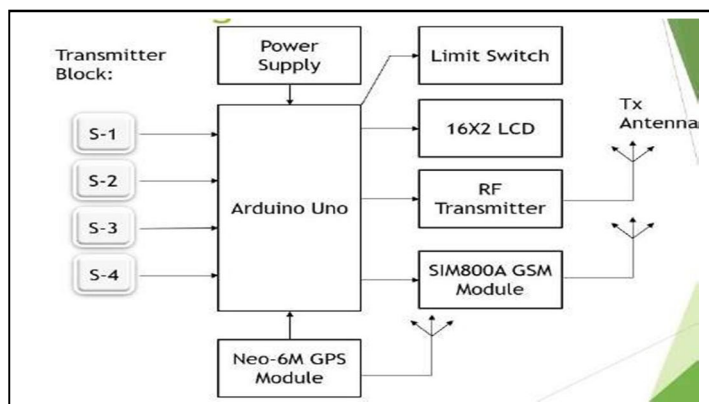 Transmitter
Block:
Power
Supply
Limit Switch
S-1
16X2 LCD
Tx
Antenna
S-2
Arduino Uno
RF
Transmitter
S-3
S-4
SIM800A GSM
Module
Neo-6M GPS
Module